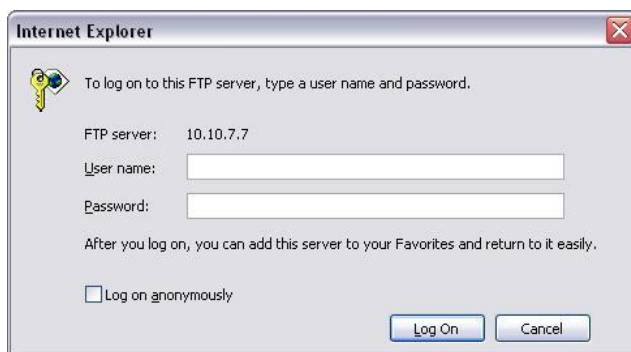 Internet Explorer
To log on to this FTP server, type a user name and password.
FTP server: 10.10.7.7
User name:
Password:
After you log on, you can add this server to your Favorites and return to it easily.
Log on anonymously
Log On Cancel